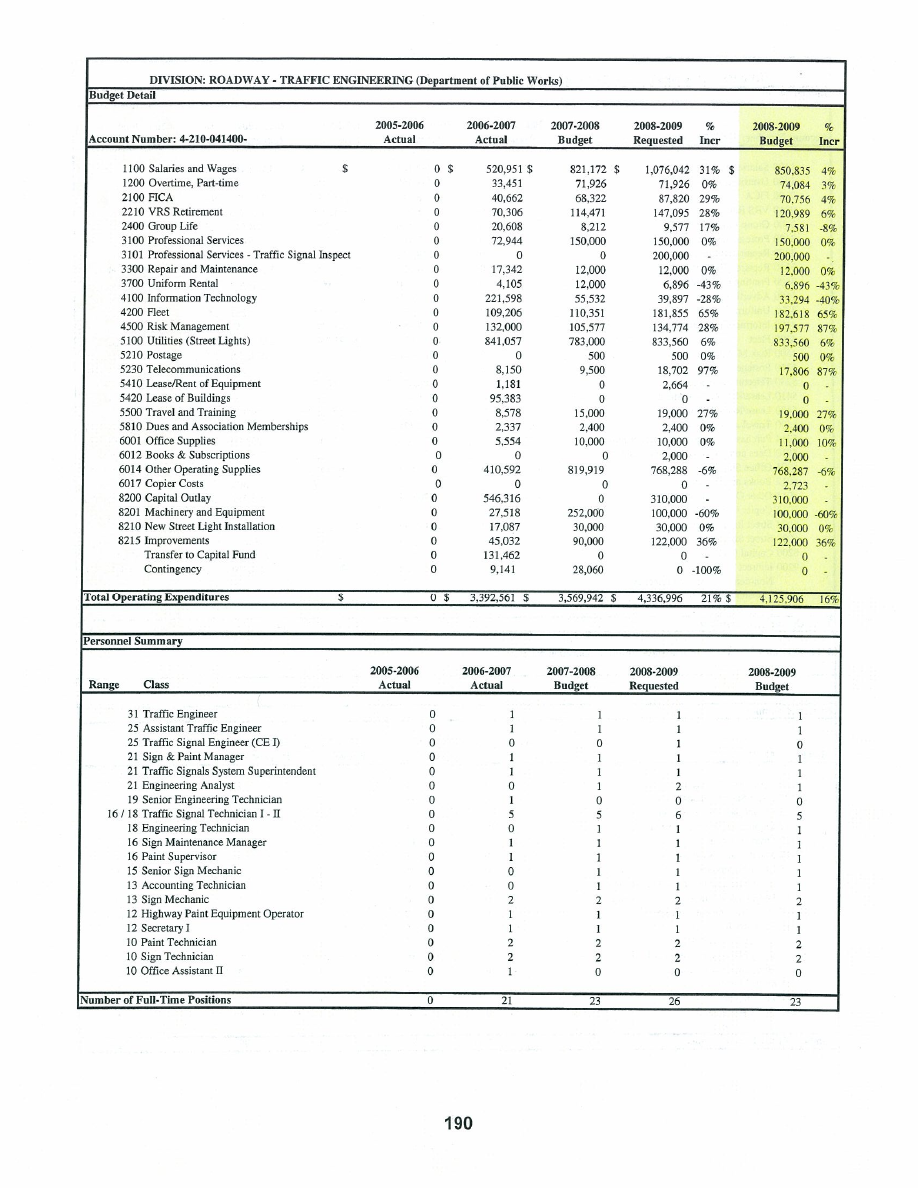 DIVISION: ROADWAY - TRAFFIC ENGINEERING (Department of Public Works)
Budget Detail
2005-2006 2006-2007 2007-2008 2008-2009 % 2008-2009 %
Account Number: 4-210-041400- Actual Actual Budget Requested Incr Budget Incr
1100 Salaries and Wages $ 0 $ 520,951 $ 821,172 $ 1,076,042 31% $ 850,835 4%
1200 Overtime, Part-time 0 33,451 71,926 71,926 0% 74,084 3%
2100 FICA 0 40,662 68,322 87,820 29% 70,756 4%
2210 VRS Retirement 0 70,306 114,471 147,095 28% 120,989 6%
2400 Group Life 0 20,608 8,212 9,577 17% 7,581 -8%
3100 Professional Services 0 72,944 150,000 150,000 0% 150,000 0%
3101 Professional Services - Traffic Signal Inspect 0 0 0 200,000 - 200,000 -
3300 Repair and Maintenance 0 17,342 12,000 12,000 0% 12,000 0%
3700 Uniform Rental 0 4,105 12,000 6,896 -43% 6,896 -43%
4100 Information Technology 0 221,598 55,532 39,897 -28% 33,294 -40%
4200 Fleet 0 109,206 110,351 181,855 65% 182,618 65%
4500 Risk Management 0 132,000 105,577 134,774 28% 197,577 87%
5100 Utilities (Street Lights) 0 841,057 783,000 833,560 6% 833,560 6%
5210 Postage 0 0 500 500 0% 500 0%
5230 Telecommunications 0 8,150 9,500 18,702 97% 17,806 87%
5410 Lease/Rent of Equipment 0 1,181 0 2,664 - 0 -
5420 Lease of Buildings 0 95,383 0 0 - 0 -
5500 Travel and Training 0 8,578 15,000 19,000 27% 19,000 27%
5810 Dues and Association Memberships 0 2,337 2,400 2,400 0% 2,400 0%
6001 Office Supplies 0 5,554 10,000 10,000 0% 11,000 10%
6012 Books & Subscriptions 0 0 0 2,000 - 2,000 -
6014 Other Operating Supplies 0 410,592 819,919 768,288 -6% 768,287 -6%
6017 Copier Costs 0 0 0 0 - 2,723 -
8200 Capital Outlay 0 546,316 0 310,000 - 310,000 -
8201 Machinery and Equipment 0 27,518 252,000 100,000 -60% 100,000 -60%
8210 New Street Light Installation 0 17,087 30,000 30,000 0% 30,000 0%
8215 Improvements 0 45,032 90,000 122,000 36% 122,000 36%
Transfer to Capital Fund 0 131,462 0 0 - 0 -
Contingency 0 9,141 28,060 0 -100% 0 -
Total Operating Expenditures $ 0 $ 3,392,561 $ 3,569,942 $ 4,336,996 21% $ 4,125,906 16%
Personnel Summary
2005-2006 2006-2007 2007-2008 2008-2009 2008-2009
Range Class Actual Actual Budget Requested Budget
31 Traffic Engineer 0 1 1 1 1
25 Assistant Traffic Engineer 0 1 1 1 1
25 Traffic Signal Engineer (CE I) 0 0 0 1 0
21 Sign & Paint Manager 0 1 1 1 1
21 Traffic Signals System Superintendent 0 1 1 1 1
21 Engineering Analyst 0 0 1 2 1
19 Senior Engineering Technician 0 1 0 0 0
16 / 18 Traffic Signal Technician I - II 0 5 5 6 5
18 Engineering Technician 0 0 1 1 1
16 Sign Maintenance Manager 0 1 1 1 1
16 Paint Supervisor 0 1 1 1 1
15 Senior Sign Mechanic 0 0 1 1 1
13 Accounting Technician 0 0 1 1 1
13 Sign Mechanic 0 2 2 2 2
12 Highway Paint Equipment Operator 0 1 1 1 1
12 Secretary I 0 1 1 1 1
10 Paint Technician 0 2 2 2 2
10 Sign Technician 0 2 2 2 2
10 Office Assistant II 0 1 0 0 0
Number of Full-Time Positions 0 21 23 26 23
190